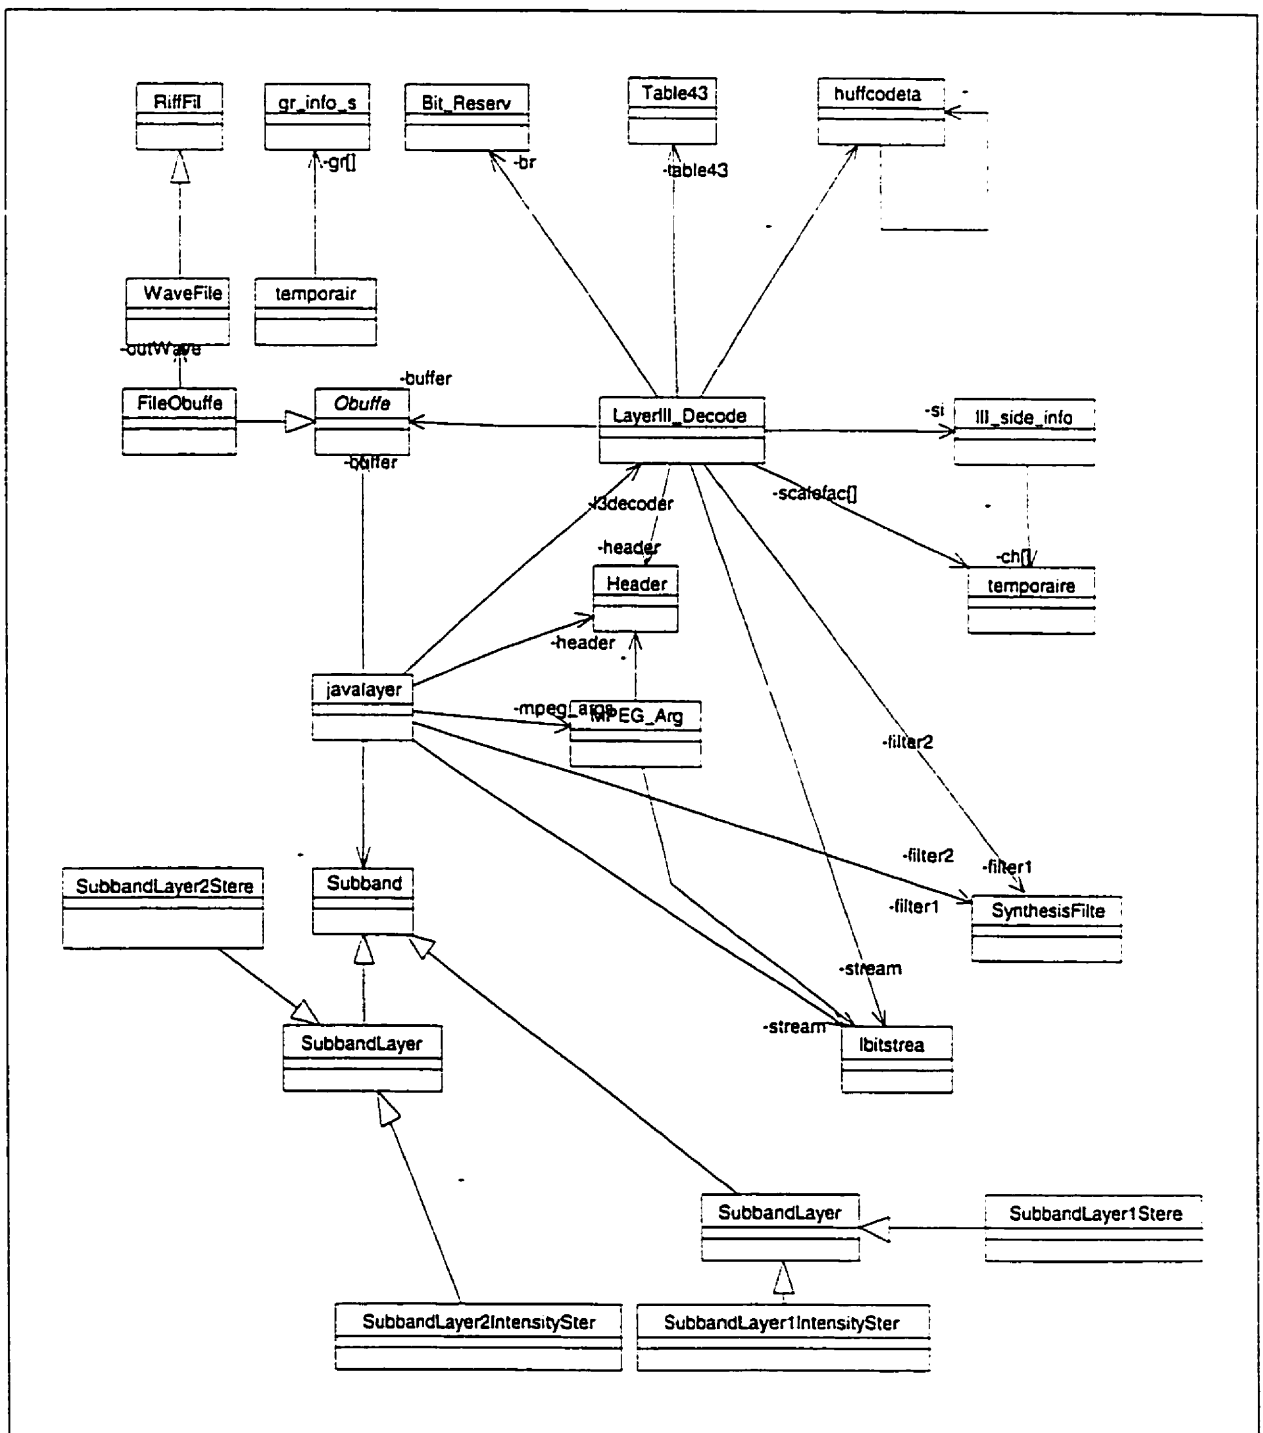 RiffFil
gr_info_s
Bit_Reserv
Table43
huffcodeta
-gr[]
-br
-table43
WaveFile
temporair
-outWave
-buffer
FileObuffe
Obuffe
LayerIII_Decode
-si
III_side_info
-buffer
-l3decoder
-scalefac[]
-header
-ch[]
Header
temporaire
-header
javalayer
-mpeg_args
MPEG_Arg
-filter2
-filter2
-filter1
SubbandLayer2Stere
Subband
-filter1
SynthesisFilte
-stream
-stream
Ibitstrea
SubbandLayer
SubbandLayer
SubbandLayer1Stere
SubbandLayer2IntensitySter
SubbandLayer1IntensitySter